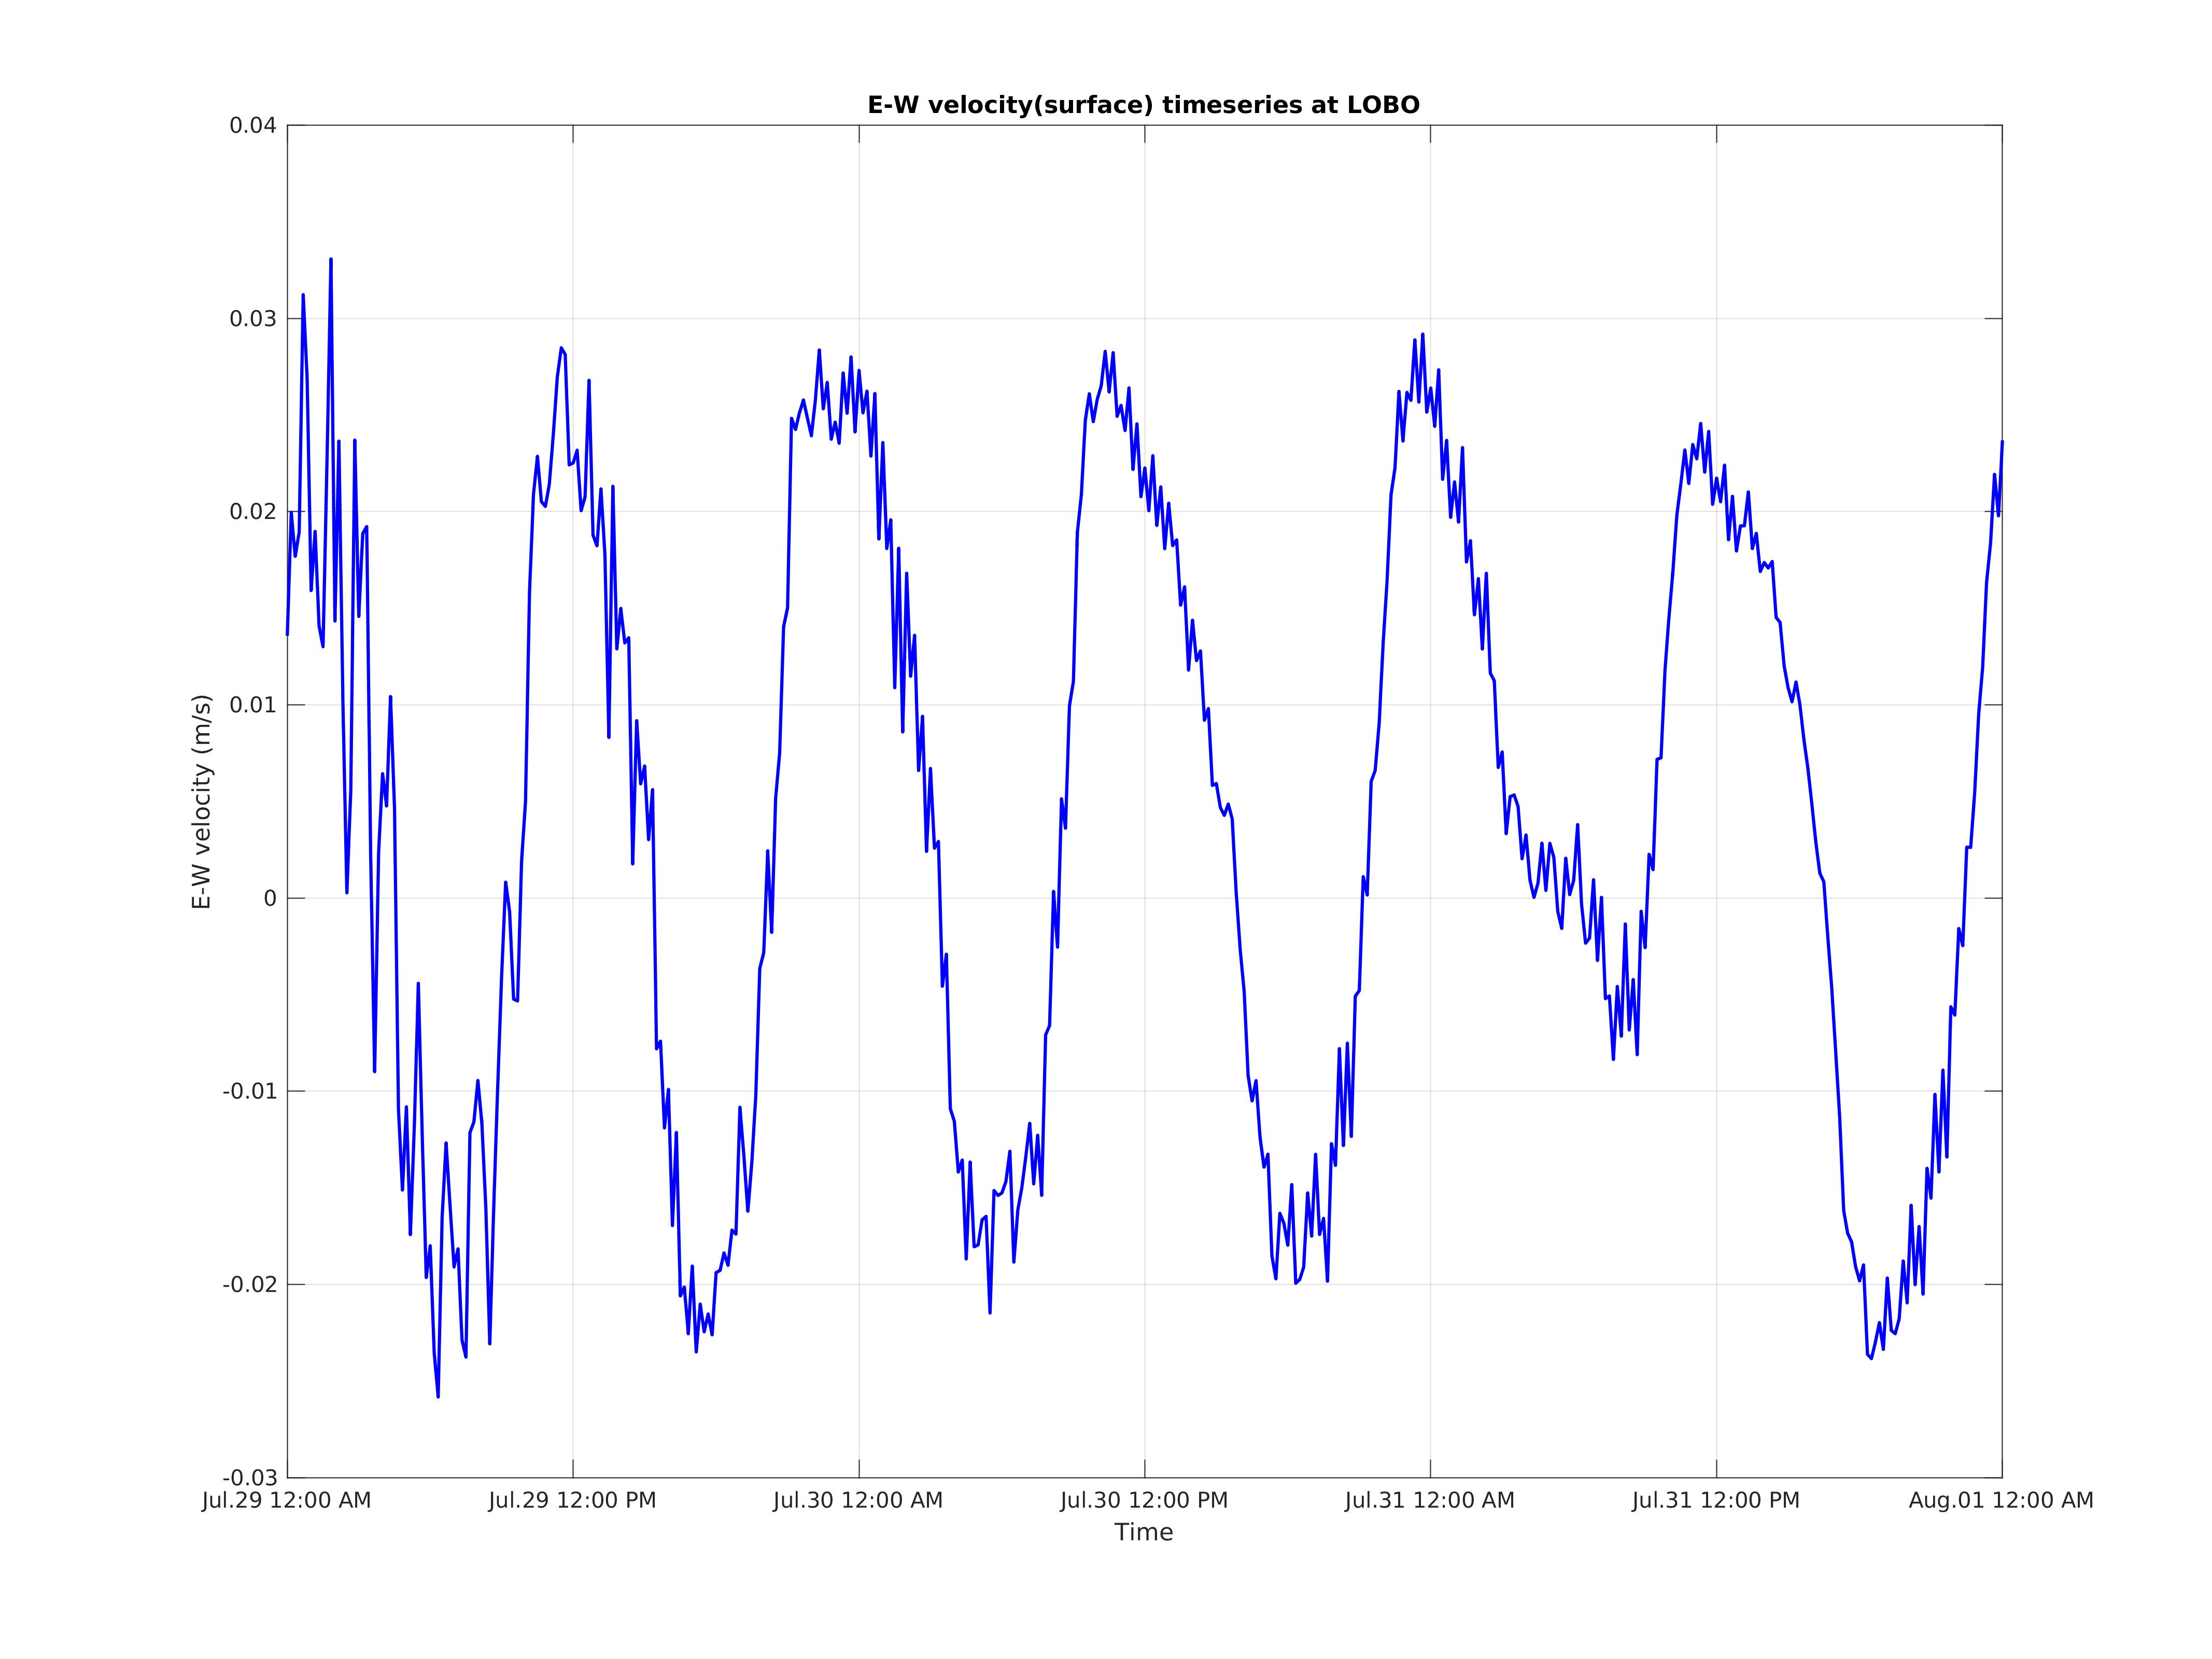 E-W velocity(surface) timeseries at LOBO
0.04
0.03
0.02
0.01
0
-0.01
-0.02
-0.03
E-W velocity (m/s)
Jul.29 12:00 AM
Jul.29 12:00 PM
Jul.30 12:00 AM
Jul.30 12:00 PM
Jul.31 12:00 AM
Jul.31 12:00 PM
Aug.01 12:00 AM
Time